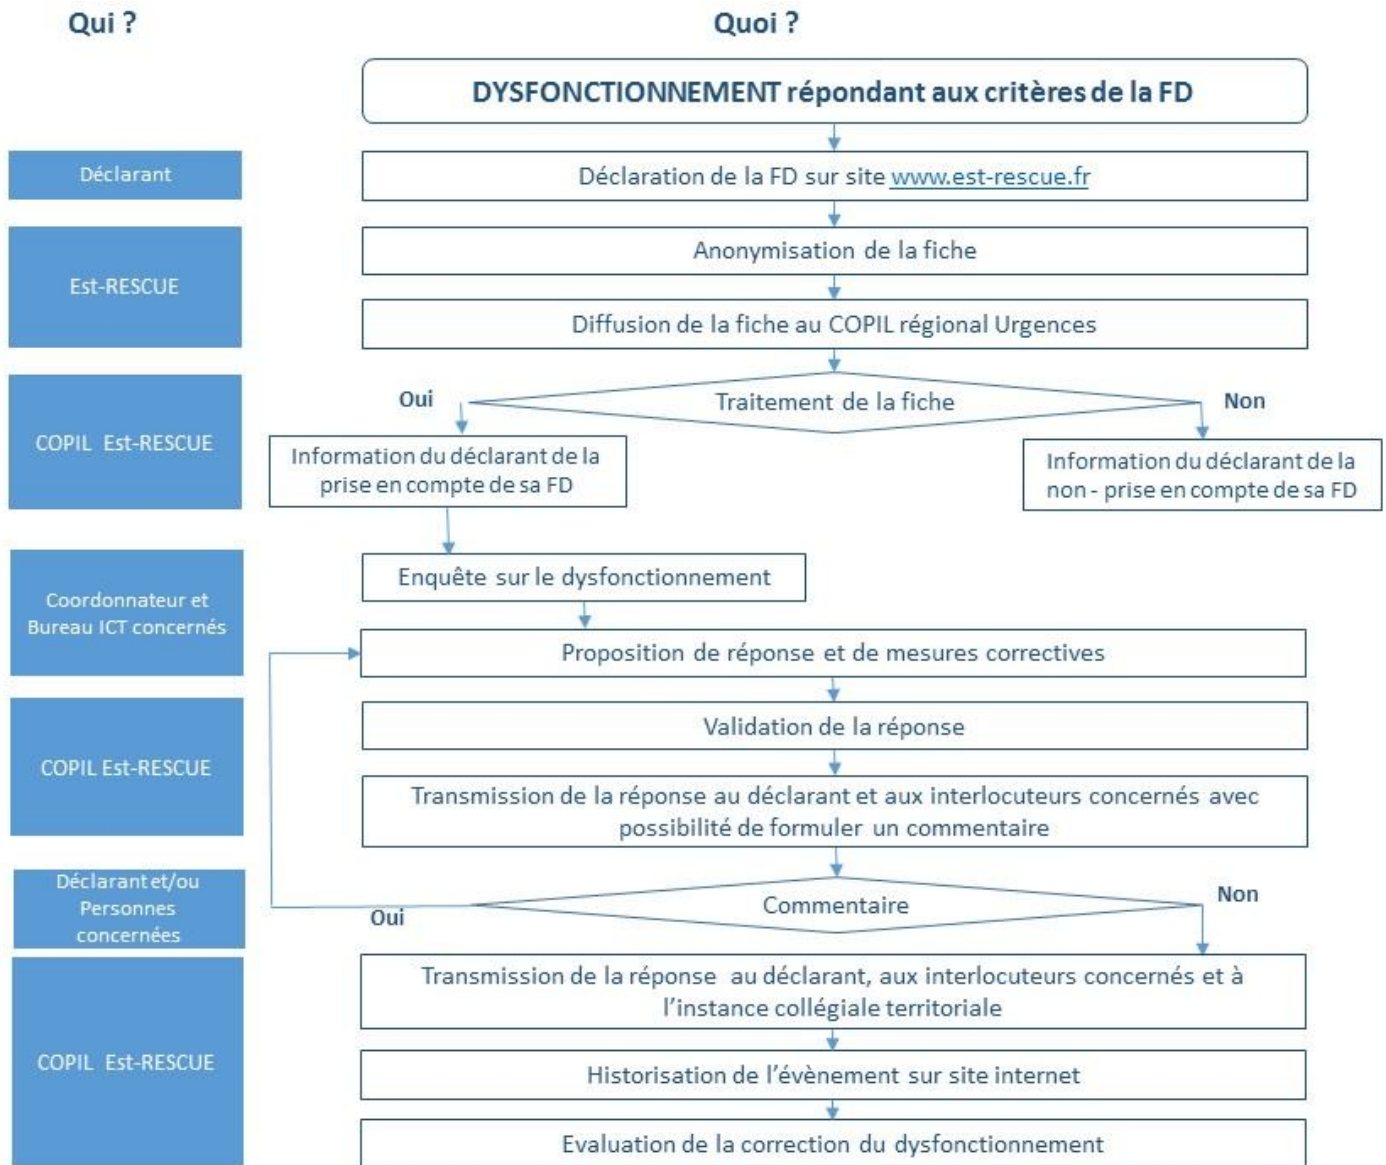 Qui ?
Quoi ?
DYSFONCTIONNEMENT répondant aux critères de la FD
Déclarant
Déclaration de la FD sur site www.est-rescue.fr
Est-RESCUE
Anonymisation de la fiche
Diffusion de la fiche au COPIL régional Urgences
COPIL Est-RESCUE
Oui
Traitement de la fiche
Non
Information du déclarant de la
prise en compte de sa FD
Information du déclarant de la
non - prise en compte de sa FD
Coordonnateur et
Bureau ICT concernés
Enquête sur le dysfonctionnement
Proposition de réponse et de mesures correctives
COPIL Est-RESCUE
Validation de la réponse
Transmission de la réponse au déclarant et aux interlocuteurs concernés avec
possibilité de formuler un commentaire
Déclarant et/ou
Personnes
concernées
Oui
Commentaire
Non
COPIL Est-RESCUE
Transmission de la réponse au déclarant, aux interlocuteurs concernés et à
l'instance collégiale territoriale
Historisation de l'évènement sur site internet
Evaluation de la correction du dysfonctionnement